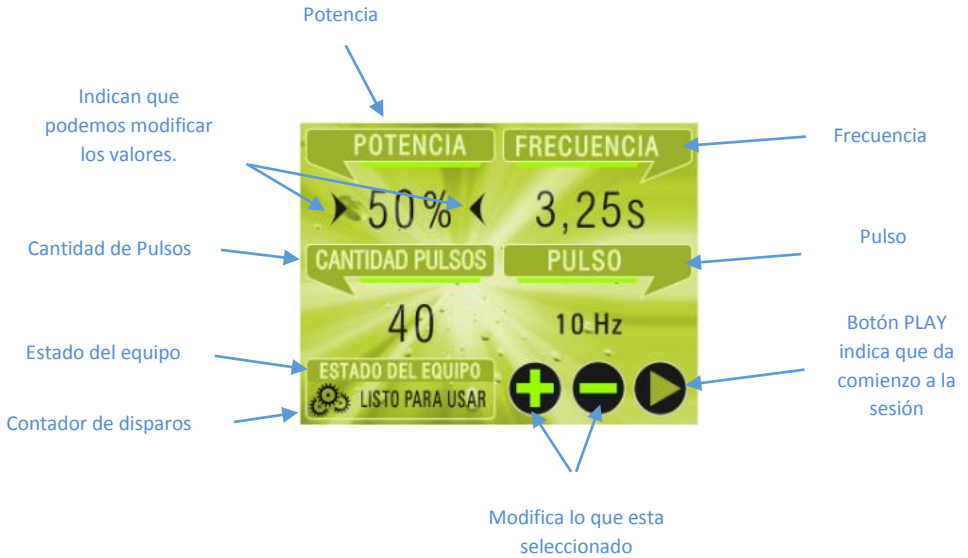 Potencia
Indican que
podemos modificar
los valores.
POTENCIA
FRECUENCIA
Frecuencia
50%
3,25s
Cantidad de Pulsos
CANTIDAD PULSOS
PULSO
Pulso
40
10 Hz
Botón PLAY
indica que da
comienzo a la
sesión
Estado del equipo
ESTADO DEL EQUIPO
LISTO PARA USAR
Contador de disparos
Modifica lo que esta
seleccionado